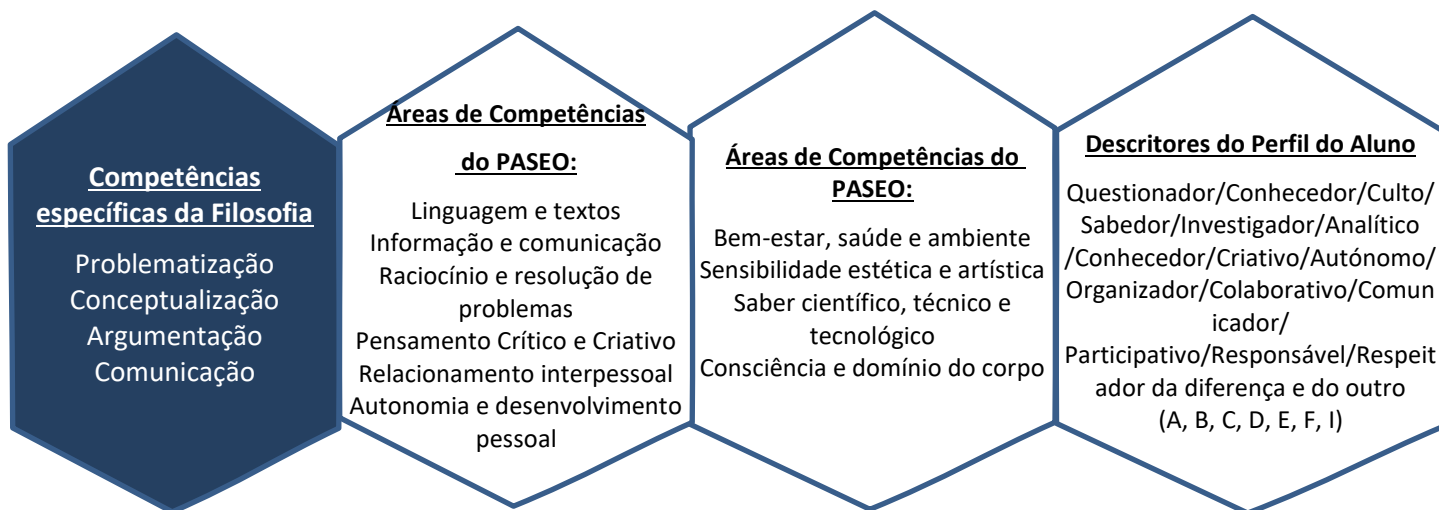 Competências
específicas da Filosofia
Problematização
Conceptualização
Argumentação
Comunicação
Áreas de Competências
do PASEO:
Linguagem e textos
Informação e comunicação
Raciocínio e resolução de
problemas
Pensamento Crítico e Criativo
Relacionamento interpessoal
Autonomia e desenvolvimento
pessoal
Áreas de Competências do
PASEO:
Bem-estar, saúde e ambiente
Sensibilidade estética e artística
Saber científico, técnico e
tecnológico
Consciência e domínio do corpo
Descritores do Perfil do Aluno
Questionador/Conhecedor/Culto/
Sabedor/Investigador/Analítico
/Conhecedor/Criativo/Autónomo/
Organizador/Colaborativo/Comun
icador/
Participativo/Responsável/Respeit
ador da diferença e do outro
(A, B, C, D, E, F, I)